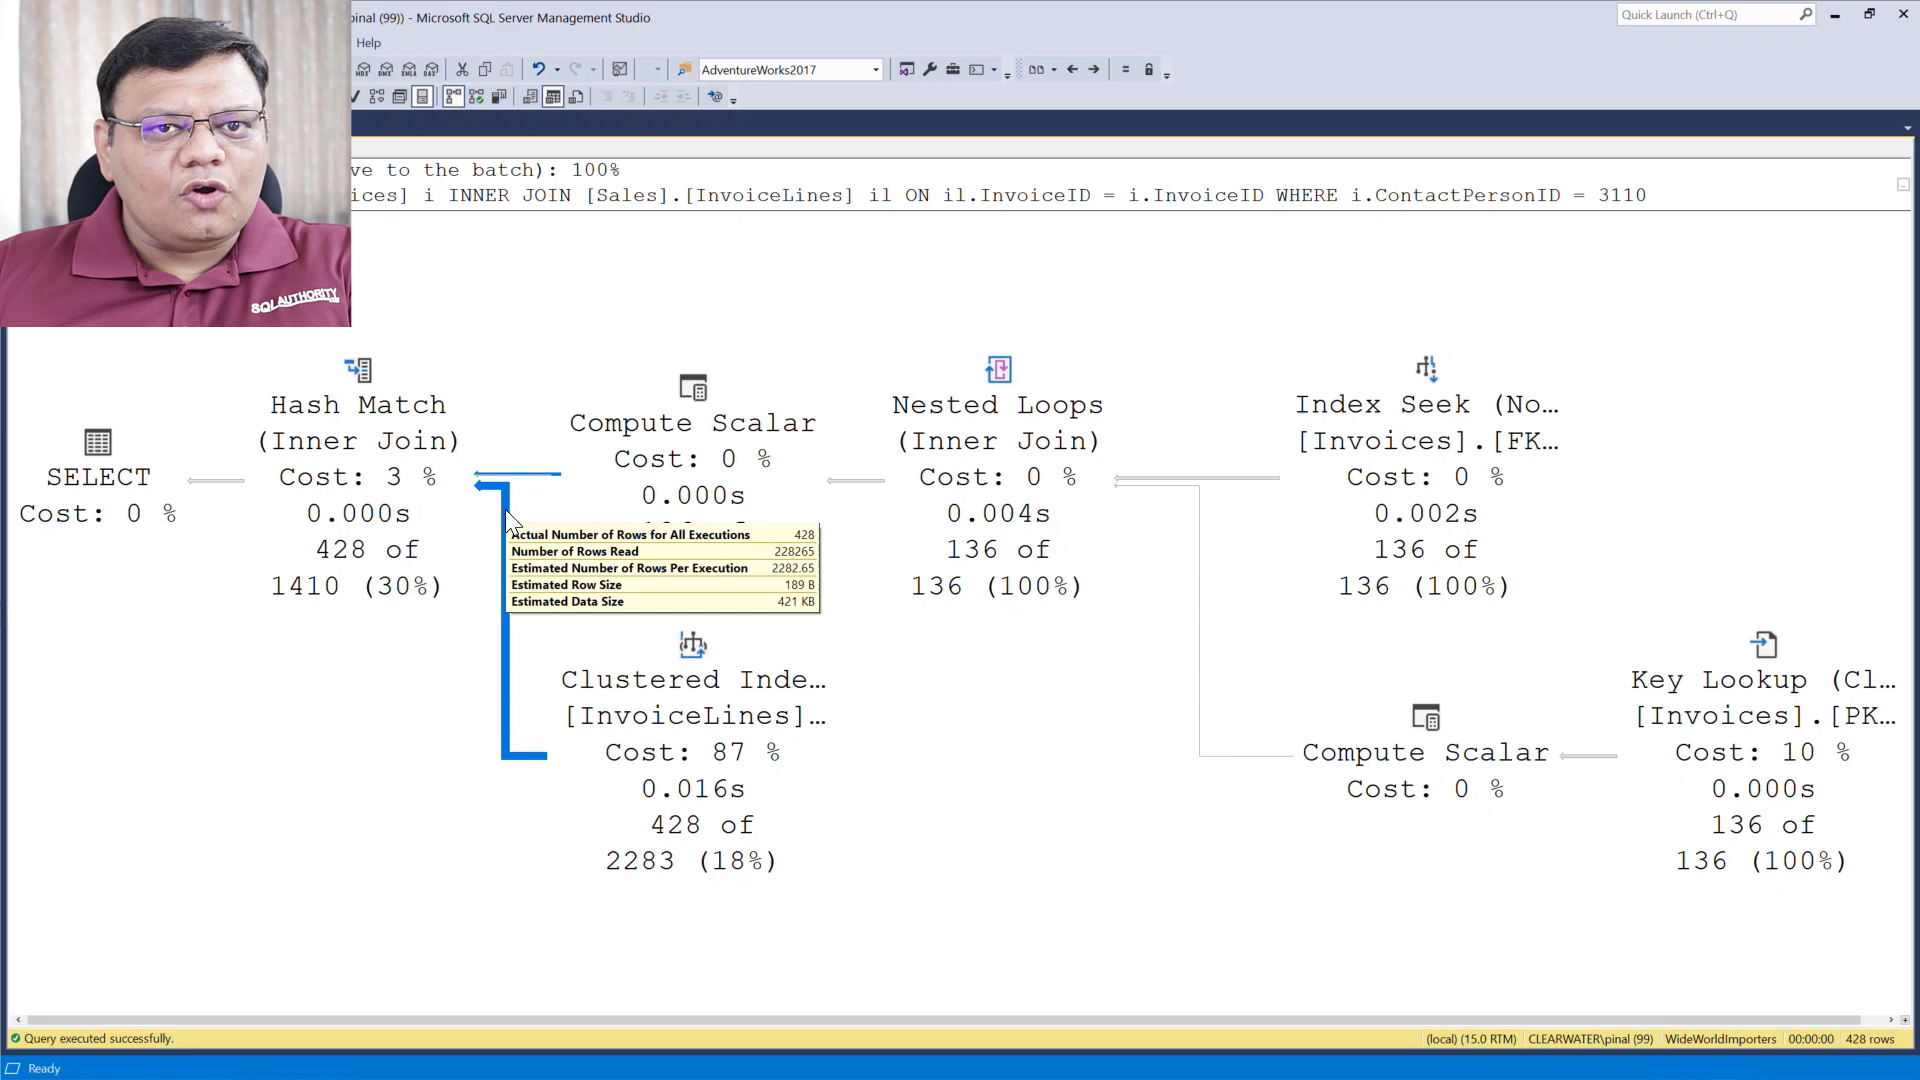 pinal (99)) - Microsoft SQL Server Management Studio
Quick Launch (Ctrl+Q)
Help
MDX DMX XMLA DAX
AdventureWorks2017
ve to the batch): 100%
ices] i INNER JOIN [Sales].[InvoiceLines] il ON il.InvoiceID = i.InvoiceID WHERE i.ContactPersonID = 3110
SQLAUTHORITY
SELECT
Cost: 0 %
Hash Match
(Inner Join)
Cost: 3 %
0.000s
428 of
1410 (30%)
Compute Scalar
Cost: 0 %
0.000s
Nested Loops
(Inner Join)
Cost: 0 %
0.004s
136 of
136 (100%)
Index Seek (No...
[Invoices].[FK...
Cost: 0 %
0.002s
136 of
136 (100%)
Actual Number of Rows for All Executions 428
Number of Rows Read 228265
Estimated Number of Rows Per Execution 2282.65
Estimated Row Size 189 B
Estimated Data Size 421 KB
Clustered Inde...
[InvoiceLines]...
Cost: 87 %
0.016s
428 of
2283 (18%)
Compute Scalar
Cost: 0 %
Key Lookup (Cl...
[Invoices].[PK...
Cost: 10 %
0.000s
136 of
136 (100%)
Query executed successfully.
(local) (15.0 RTM) CLEARWATER\pinal (99) WideWorldImporters 00:00:00 428 rows
Ready